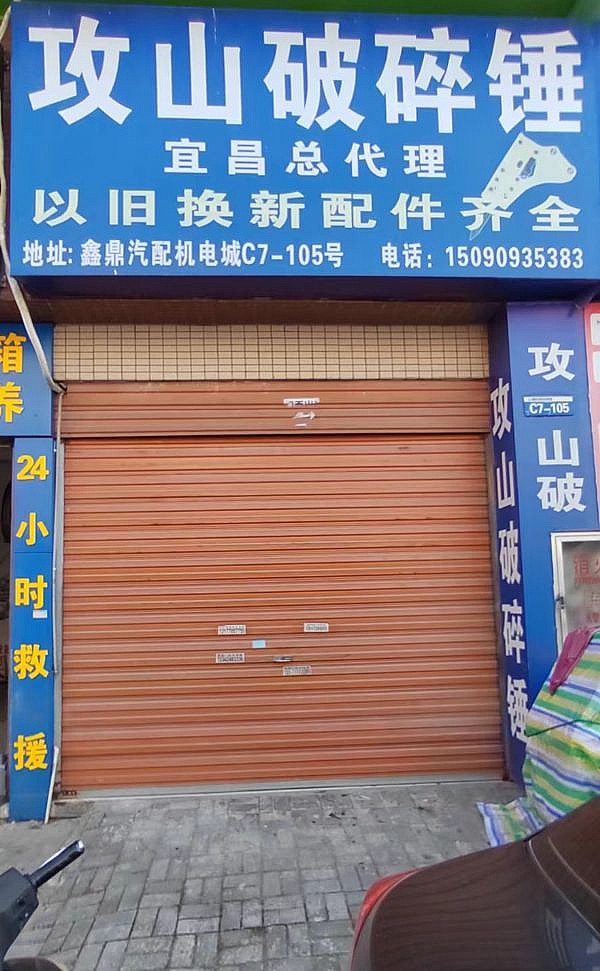 攻山破碎锤
宜昌总代理
以旧换新配件齐全
地址:鑫鼎汽配机电城C7-105号 电话:15090935383
箱
养
24
小
时
救
援
攻山破碎锤
攻
C7-105
山
破